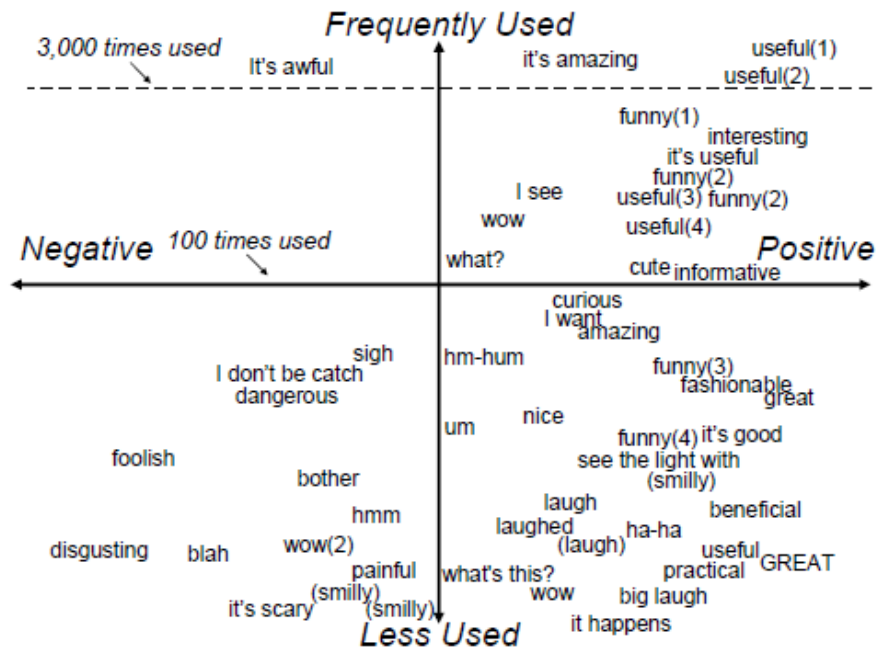 Frequently Used
3,000 times used
It's awful
it's amazing
useful(1)
useful(2)
funny(1)
interesting
it's useful
funny(2)
I see
useful(3) funny(2)
wow
useful(4)
Negative
100 times used
Positive
what?
cute informative
curious
I want
amazing
sigh
hm-hum
funny(3)
I don't be catch
fashionable
dangerous
great
nice
um
funny(4) it's good
foolish
see the light with
bother
(smilly)
laugh
beneficial
hmm
laughed
ha-ha
disgusting
blah
wow(2)
(laugh)
useful
GREAT
painful
what's this?
practical
(smilly)
wow
big laugh
it's scary
(smilly)
it happens
Less Used